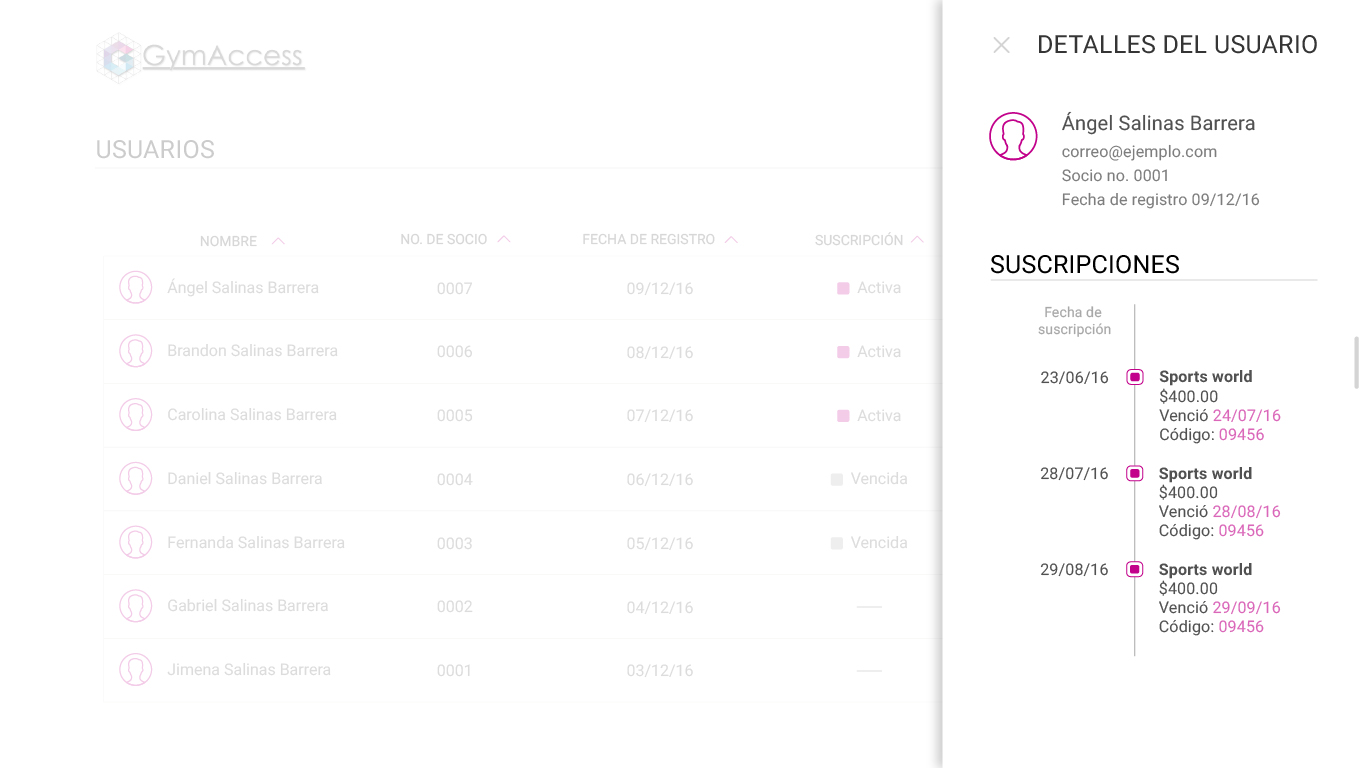 GymAccess
USUARIOS
NOMBRE NO. DE SOCIO FECHA DE REGISTRO SUSCRIPCIÓN
Ángel Salinas Barrera 0007 09/12/16 Activa
Brandon Salinas Barrera 0006 08/12/16 Activa
Carolina Salinas Barrera 0005 07/12/16 Activa
Daniel Salinas Barrera 0004 06/12/16 Vencida
Fernanda Salinas Barrera 0003 05/12/16 Vencida
Gabriel Salinas Barrera 0002 04/12/16
Jimena Salinas Barrera 0001 03/12/16
DETALLES DEL USUARIO
Ángel Salinas Barrera
correo@ejemplo.com
Socio no. 0001
Fecha de registro 09/12/16
SUSCRIPCIONES
Fecha de
suscripción
23/06/16 Sports world
$400.00
Venció 24/07/16
Código: 09456
28/07/16 Sports world
$400.00
Venció 28/08/16
Código: 09456
29/08/16 Sports world
$400.00
Venció 29/09/16
Código: 09456